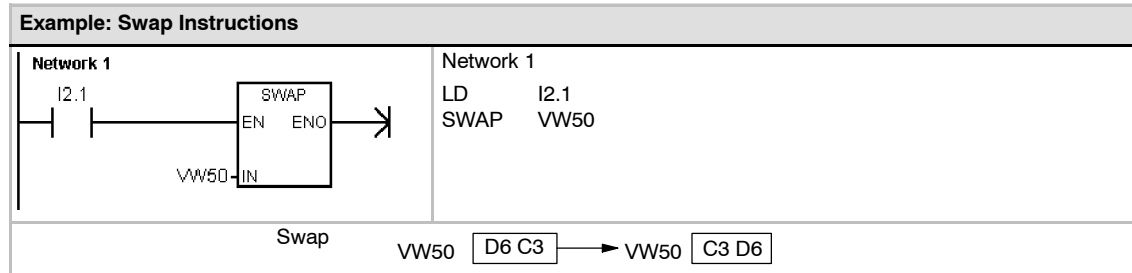 Example: Swap Instructions
Network 1
I2.1
SWAP
EN ENO
VW50 IN
Network 1
LD I2.1
SWAP VW50
Swap VW50 D6 C3 VW50 C3 D6